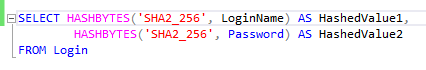 SELECT HASHBYTES('SHA2_256', LoginName) AS HashedValue1,
HASHBYTES('SHA2_256', Password) AS HashedValue2
FROM Login